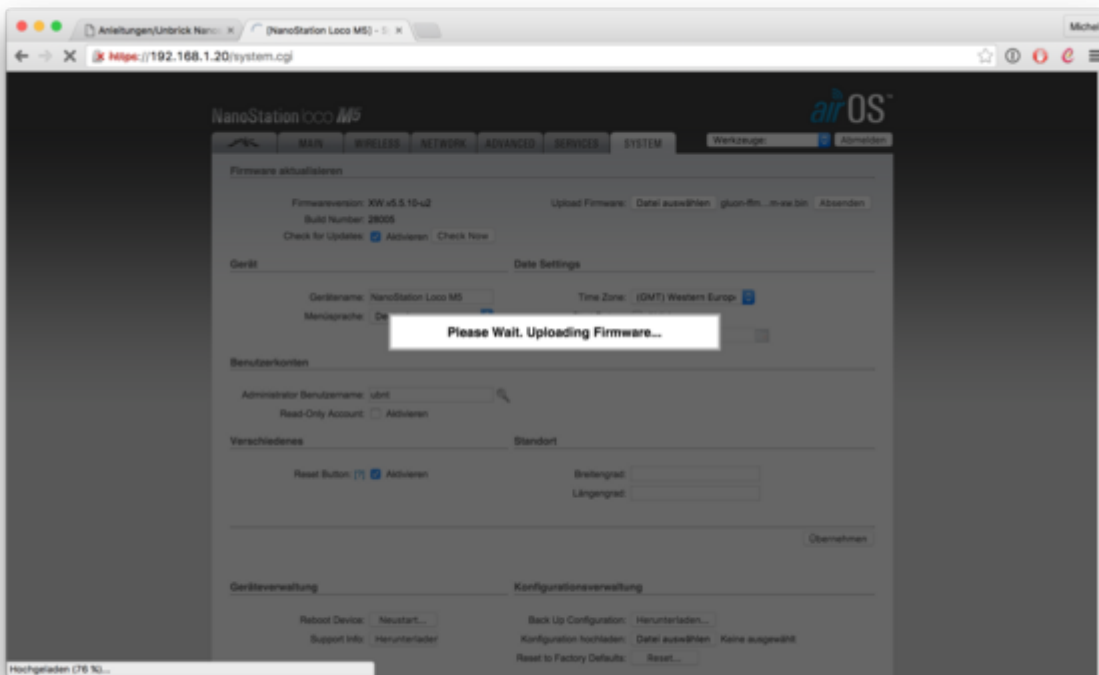 Anleitungen/Unbrick Nano
[NanoStation Loco M5] - S
Michel
https://192.168.1.20/system.cgi
NanoStation loco M5
airOS™
MAIN WIRELESS NETWORK ADVANCED SERVICES SYSTEM Werkzeuge: Abmelden
Firmware aktualisieren
Firmwareversion: XW.v5.5.10-u2 Upload Firmware: Datei auswählen gluon-ffm...m-xw.bin Absenden
Build Number: 28005
Check for Updates: Aktivieren Check Now
Gerät Date Settings
Gerätename: NanoStation Loco M5 Time Zone: (GMT) Western Europ
Menüsprache:
Please Wait. Uploading Firmware...
Benutzerkonten
Administrator Benutzername: ubnt
Read-Only Account: Aktivieren
Verschiedenes Standort
Reset Button: [?] Aktivieren Breitengrad:
Längengrad:
Übernehmen
Geräteverwaltung Konfigurationsverwaltung
Reboot Device: Neustart... Back Up Configuration: Herunterladen...
Support Info: Herunterladen Konfiguration hochladen: Datei auswählen Keine ausgewählt
Reset to Factory Defaults: Reset...
Hochgeladen (76 %)...